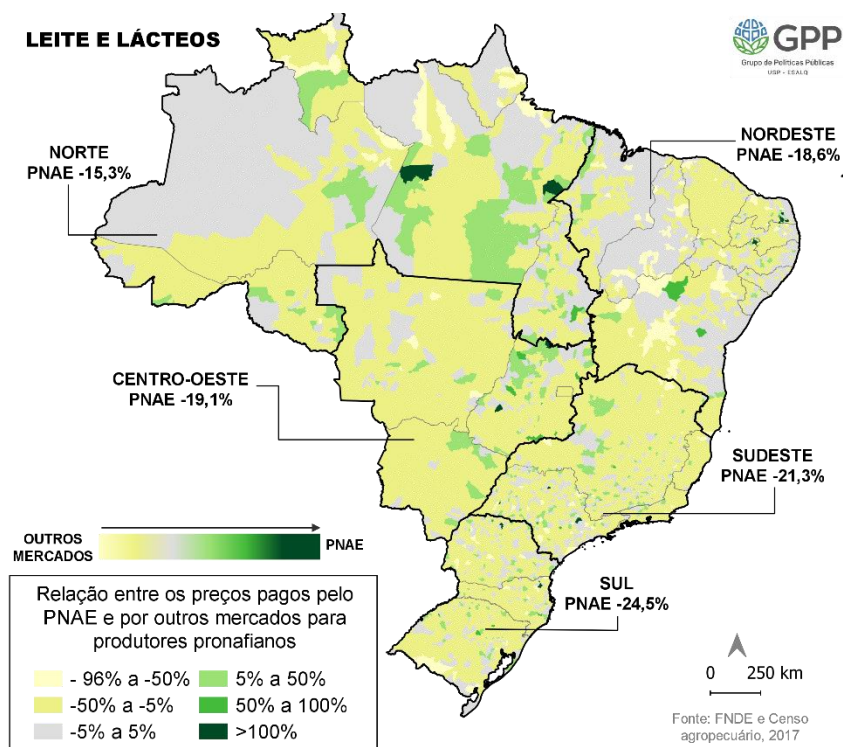 LEITE E LÁCTEOS
GPP
Grupo de Políticas Públicas
USP - ESALQ
NORTE
PNAE -15,3%
NORDESTE
PNAE -18,6%
CENTRO-OESTE
PNAE -19,1%
SUDESTE
PNAE -21,3%
SUL
PNAE -24,5%
OUTROS
MERCADOS
PNAE
Relação entre os preços pagos pelo
PNAE e por outros mercados para
produtores pronafianos
- 96% a -50%
-50% a -5%
-5% a 5%
5% a 50%
50% a 100%
>100%
0 250 km
Fonte: FNDE e Censo
agropecuário, 2017